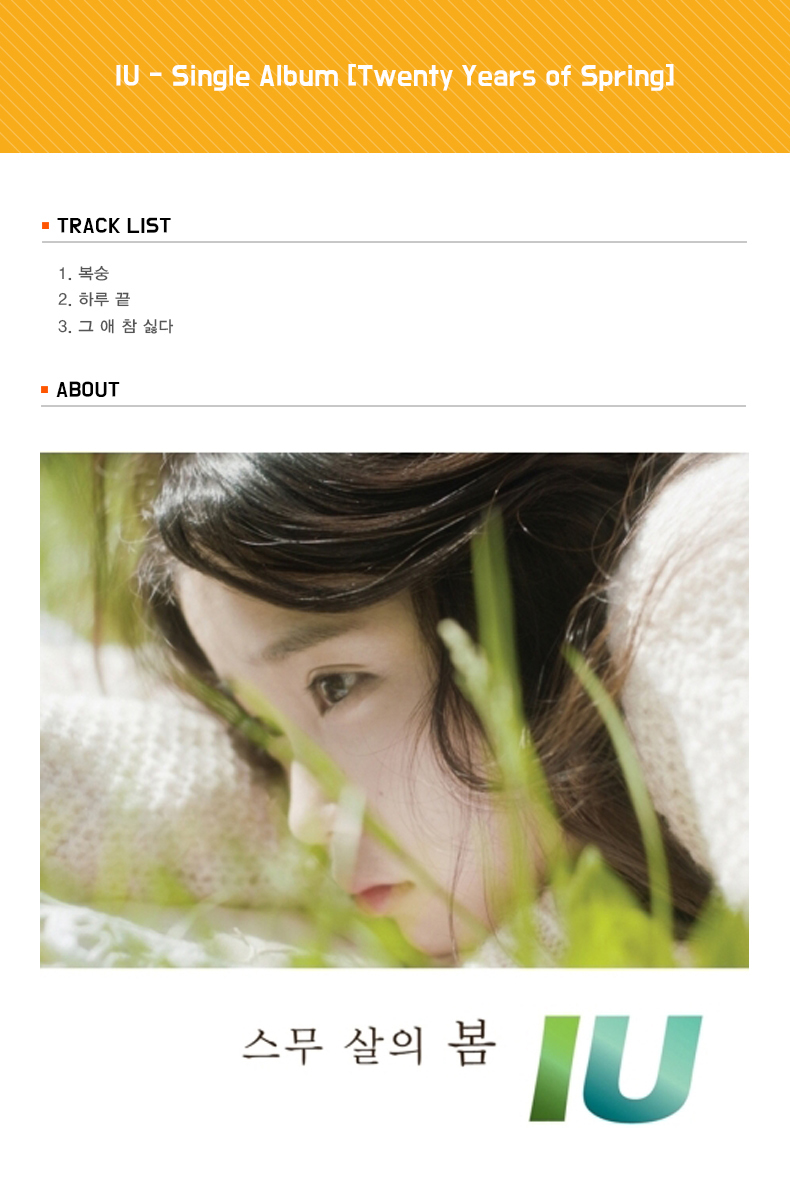 IU - Single Album [Twenty Years of Spring]
TRACK LIST
1. 복숭
2. 하루 끝
3. 그 애 참 싫다
ABOUT
스무 살의 봄 IU